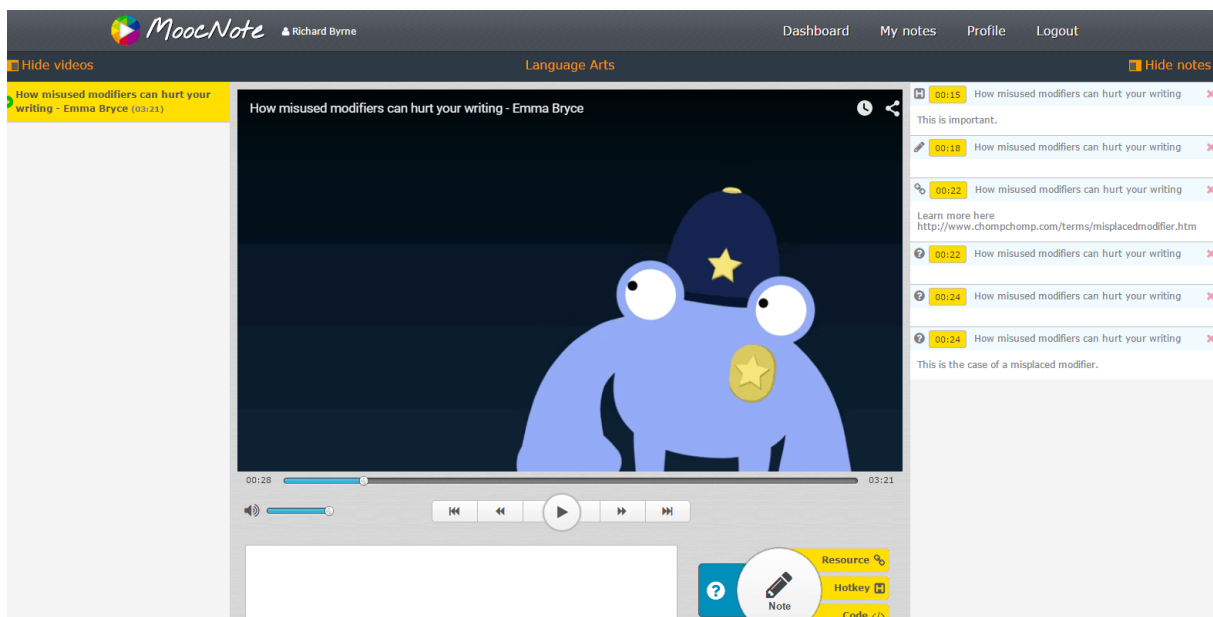 MoocNote Richard Byrne Dashboard My notes Profile Logout
Hide videos Language Arts Hide notes
How misused modifiers can hurt your
writing - Emma Bryce (03:21)
How misused modifiers can hurt your writing - Emma Bryce
00:28 03:21
Resource
Hotkey
Code </>
Note
00:15 How misused modifiers can hurt your writing
This is important.
00:18 How misused modifiers can hurt your writing
00:22 How misused modifiers can hurt your writing
Learn more here
http://www.chompchomp.com/terms/misplacedmodifier.htm
00:22 How misused modifiers can hurt your writing
00:24 How misused modifiers can hurt your writing
00:24 How misused modifiers can hurt your writing
This is the case of a misplaced modifier.